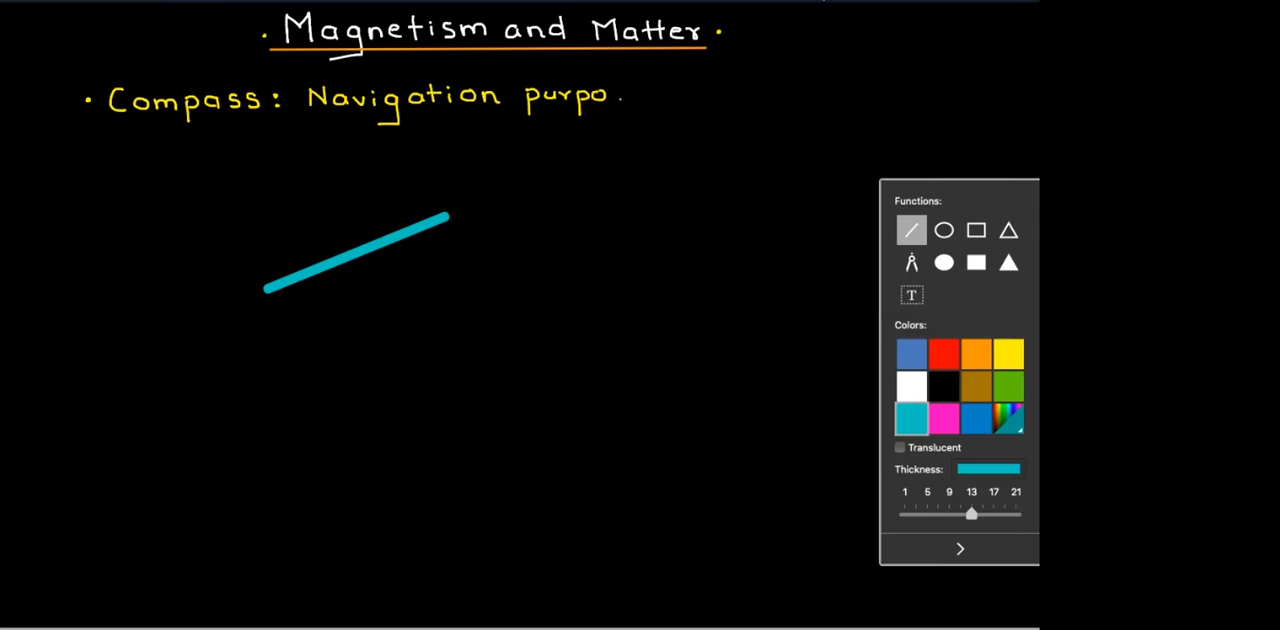 . Magnetism and Matter .
• Compass: Navigation purpo.
Functions:
T
Colors:
Translucent
Thickness:
1 5 9 13 17 21